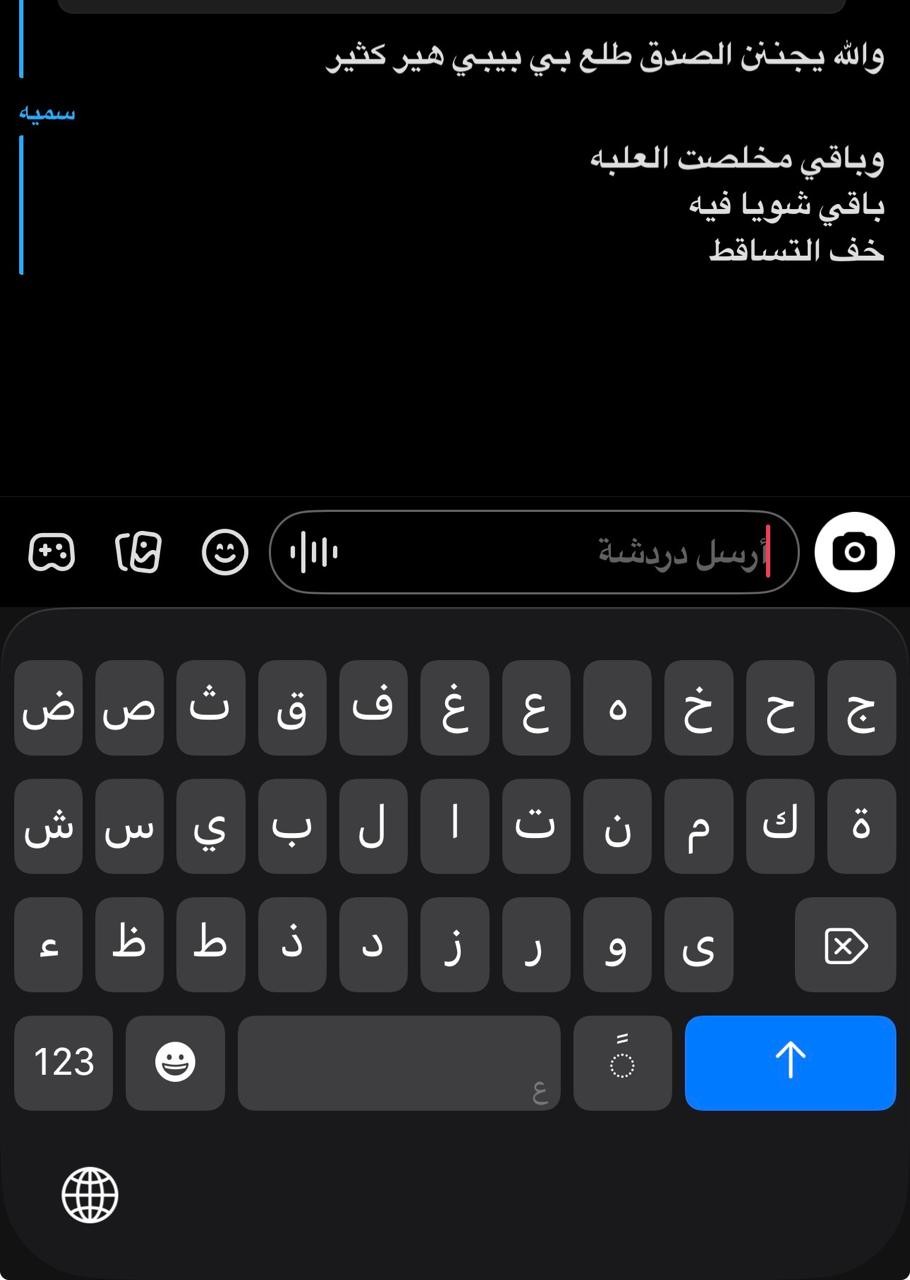 والله يجننن الصدق طلع بي بيبي هير كثير
سميه
وباقي مخلصت العلبه
باقي شويا فيه
خف التساقط
أرسل دردشة
ض ص ث ق ف غ ع ه خ ح ج
ش س ي ب ل ا ت ن م ك ة
ء ظ ط ذ د ز ر و ى
123
ع